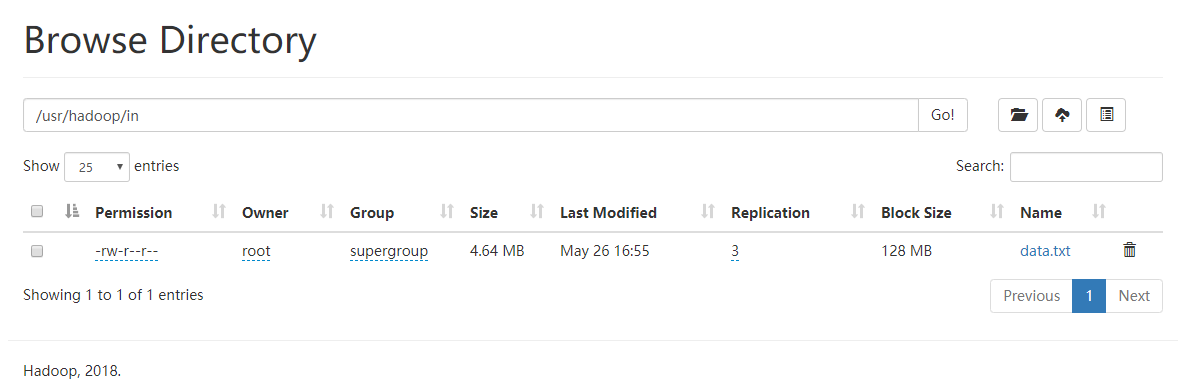 Browse Directory
/usr/hadoop/in Go!
Show 25 entries Search:
Permission Owner Group Size Last Modified Replication Block Size Name
-rw-r--r-- root supergroup 4.64 MB May 26 16:55 3 128 MB data.txt
Showing 1 to 1 of 1 entries Previous 1 Next
Hadoop, 2018.